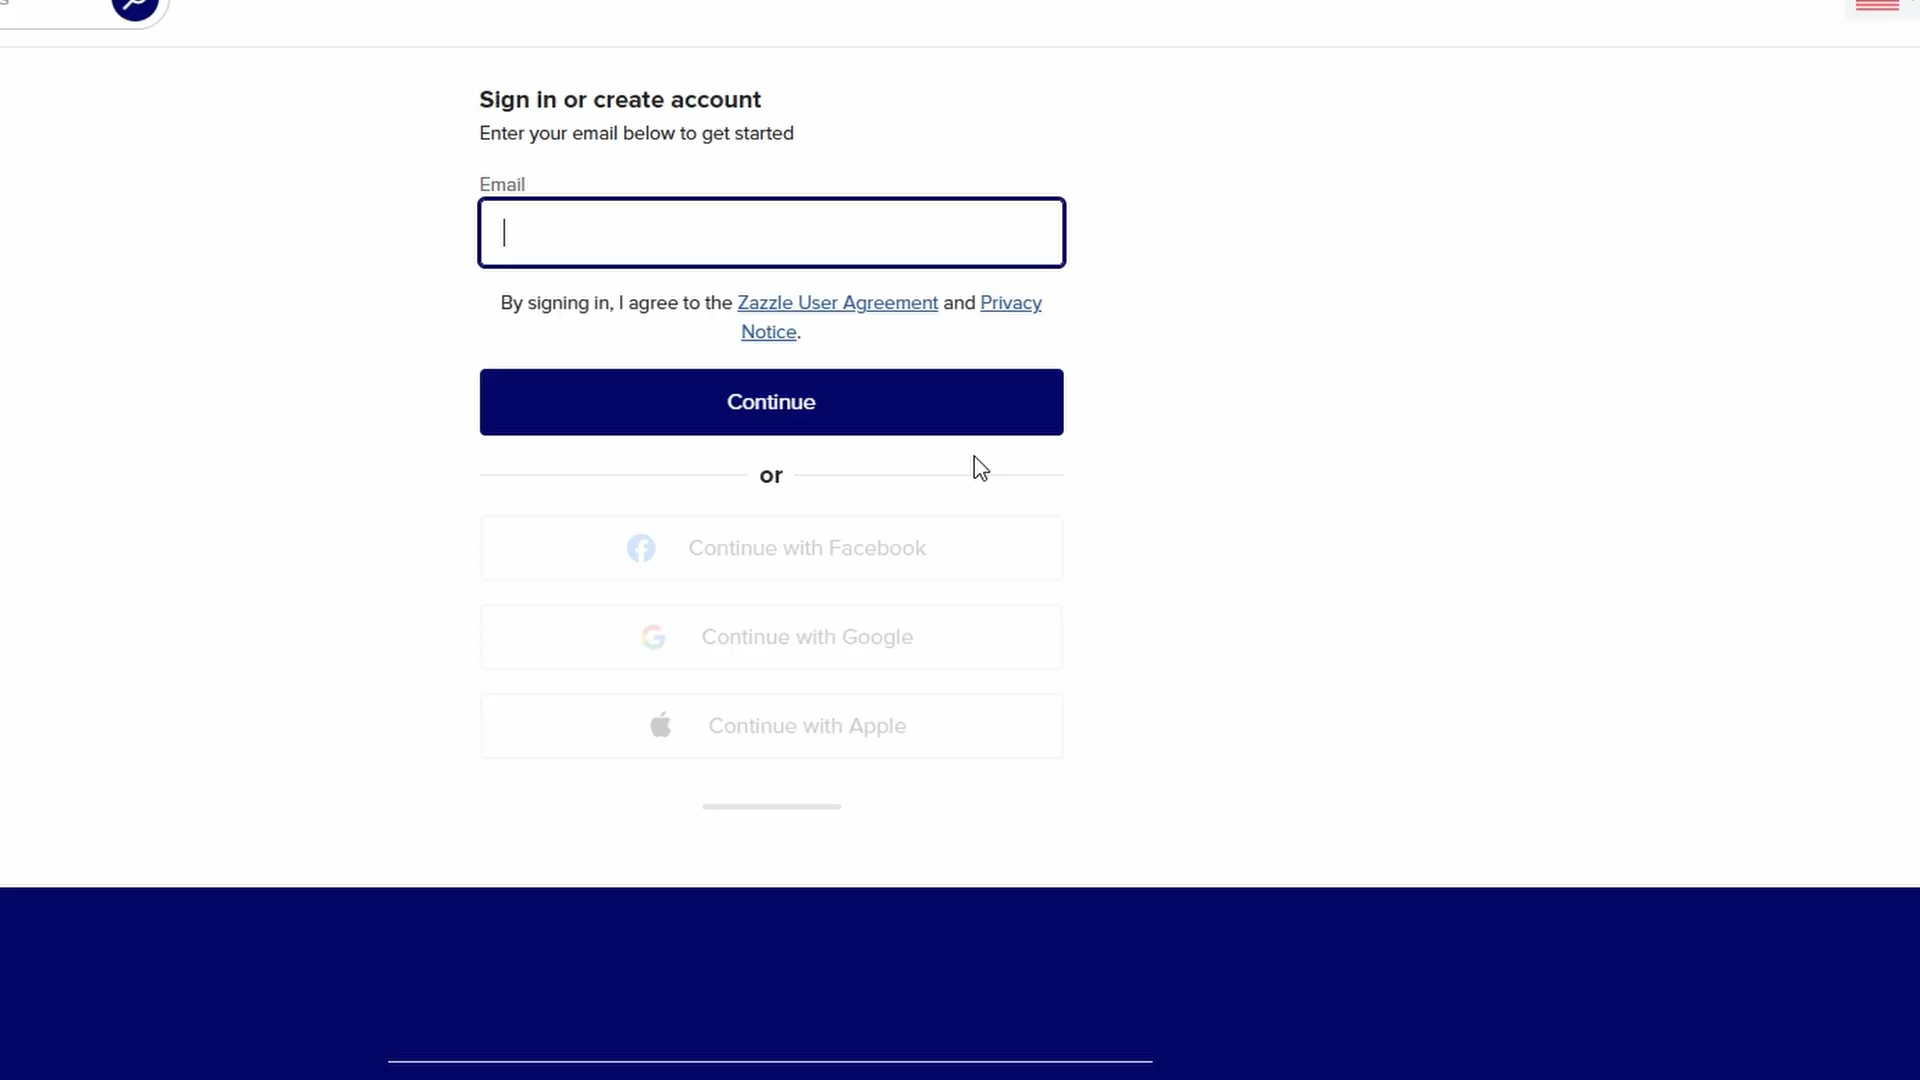 Sign in or create account
Enter your email below to get started
Email
By signing in, I agree to the Zazzle User Agreement and Privacy
Notice.
Continue
or
Continue with Facebook
Continue with Google
Continue with Apple